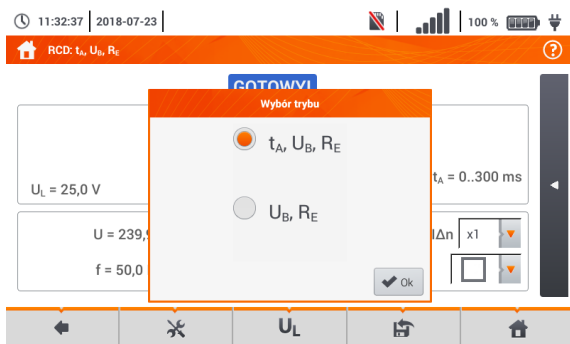 11:32:37 2018-07-23 100 %
RCD: tA, UB, RE ?
GOTOWY!
Wybór trybu
tA, UB, RE
UL = 25,0 V
tA = 0..300 ms
UB, RE
U = 239,9
IΔn x1
f = 50,0
Ok
UL